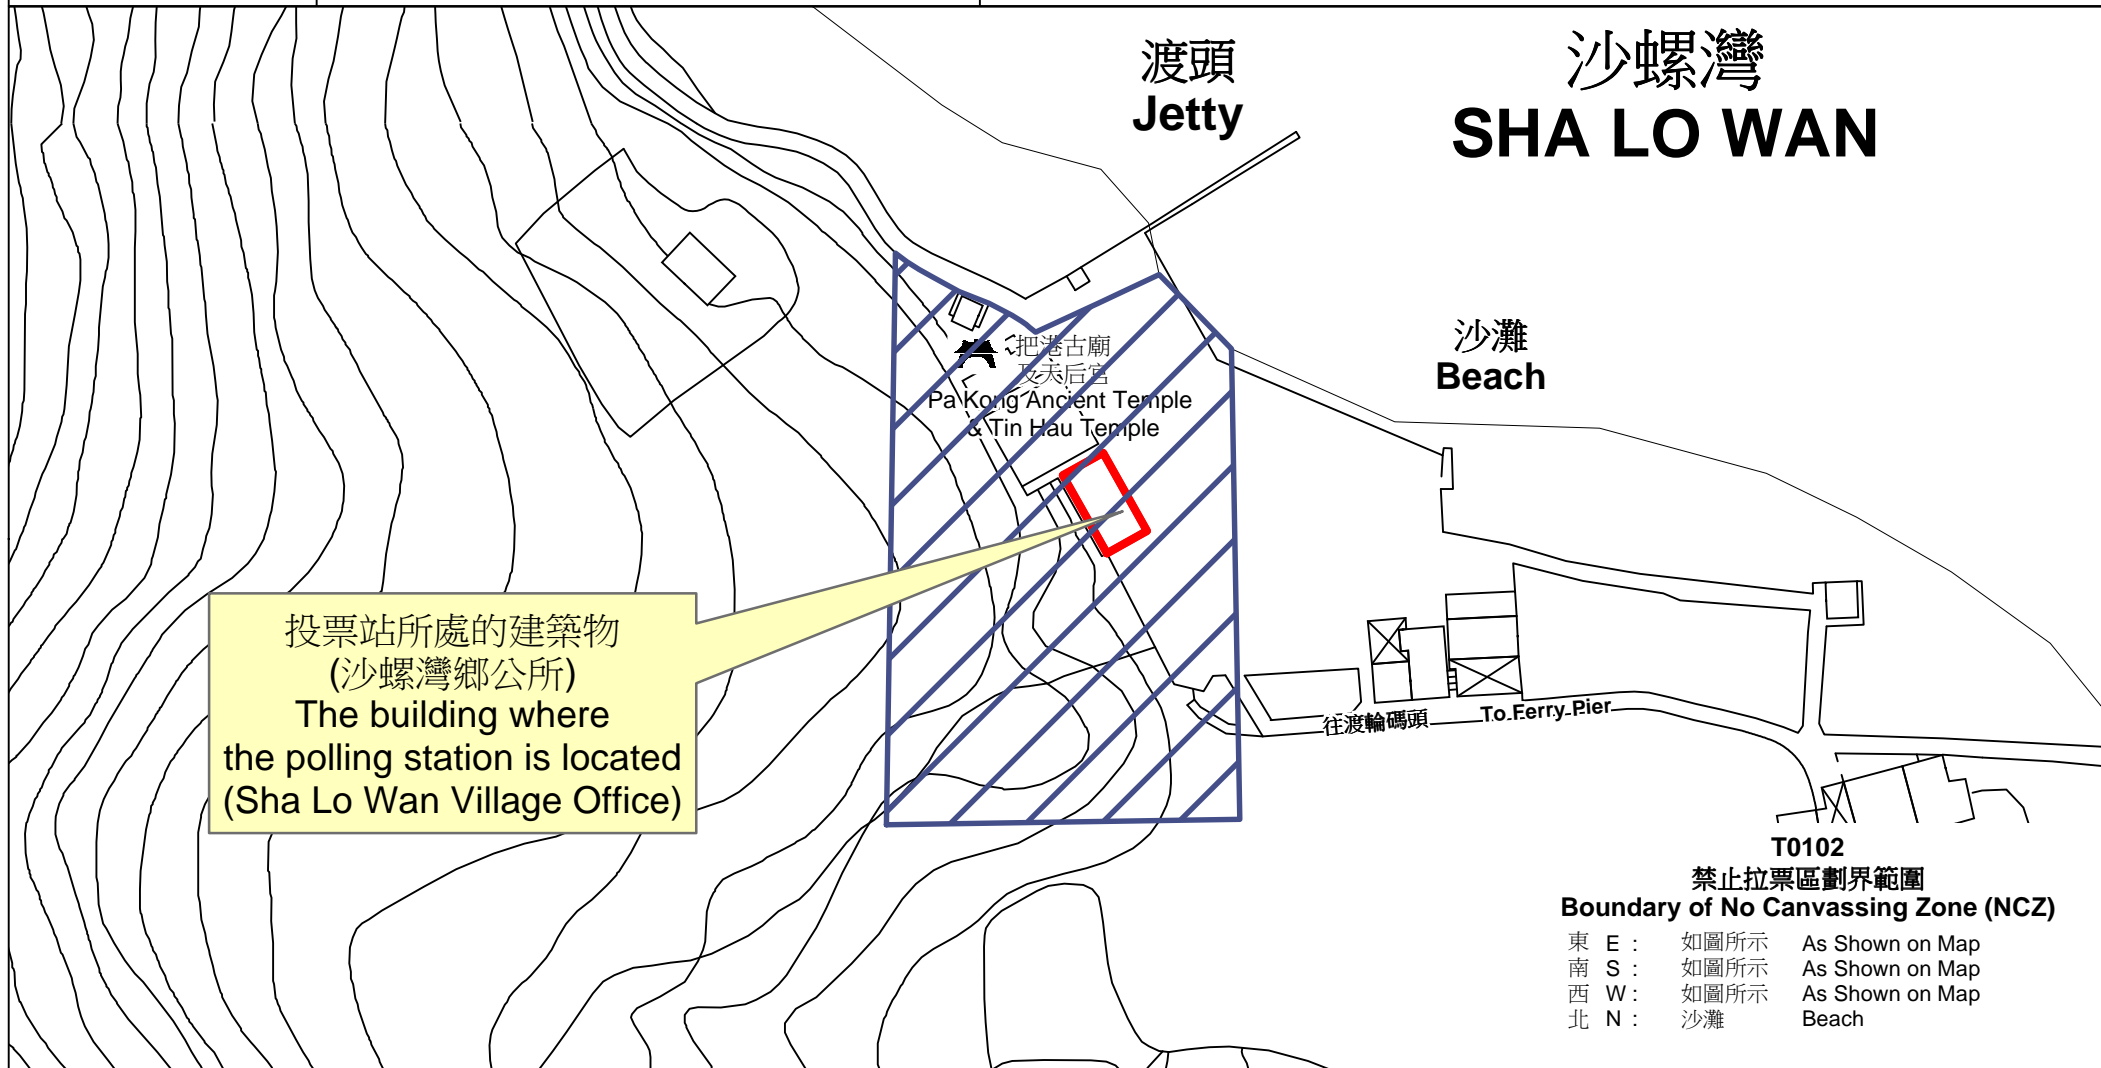 渡頭
Jetty
沙螺灣
SHA LO WAN
沙灘
Beach
把港古廟
及天后宮
Pa Kong Ancient Temple
& Tin Hau Temple
投票站所處的建築物
(沙螺灣鄉公所)
The building where
the polling station is located
(Sha Lo Wan Village Office)
往渡輪碼頭 To Ferry Pier
T0102
禁止拉票區劃界範圍
Boundary of No Canvassing Zone (NCZ)
東 E : 如圖所示 As Shown on Map
南 S : 如圖所示 As Shown on Map
西 W : 如圖所示 As Shown on Map
北 N : 沙灘 Beach